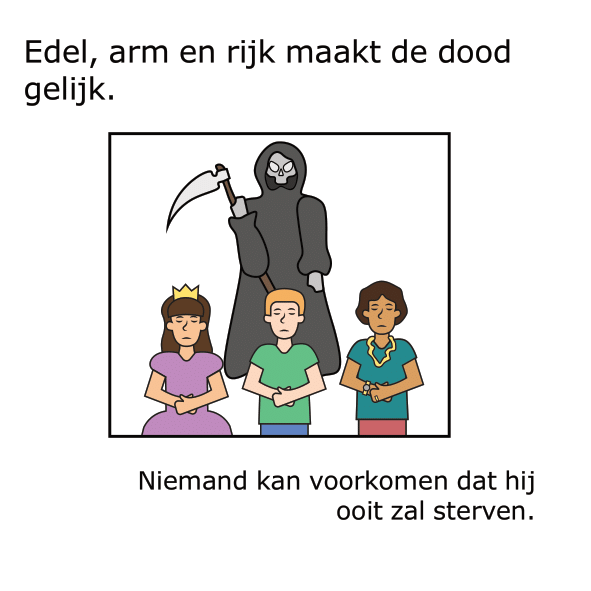 Edel, arm en rijk maakt de dood
gelijk.
Niemand kan voorkomen dat hij
ooit zal sterven.